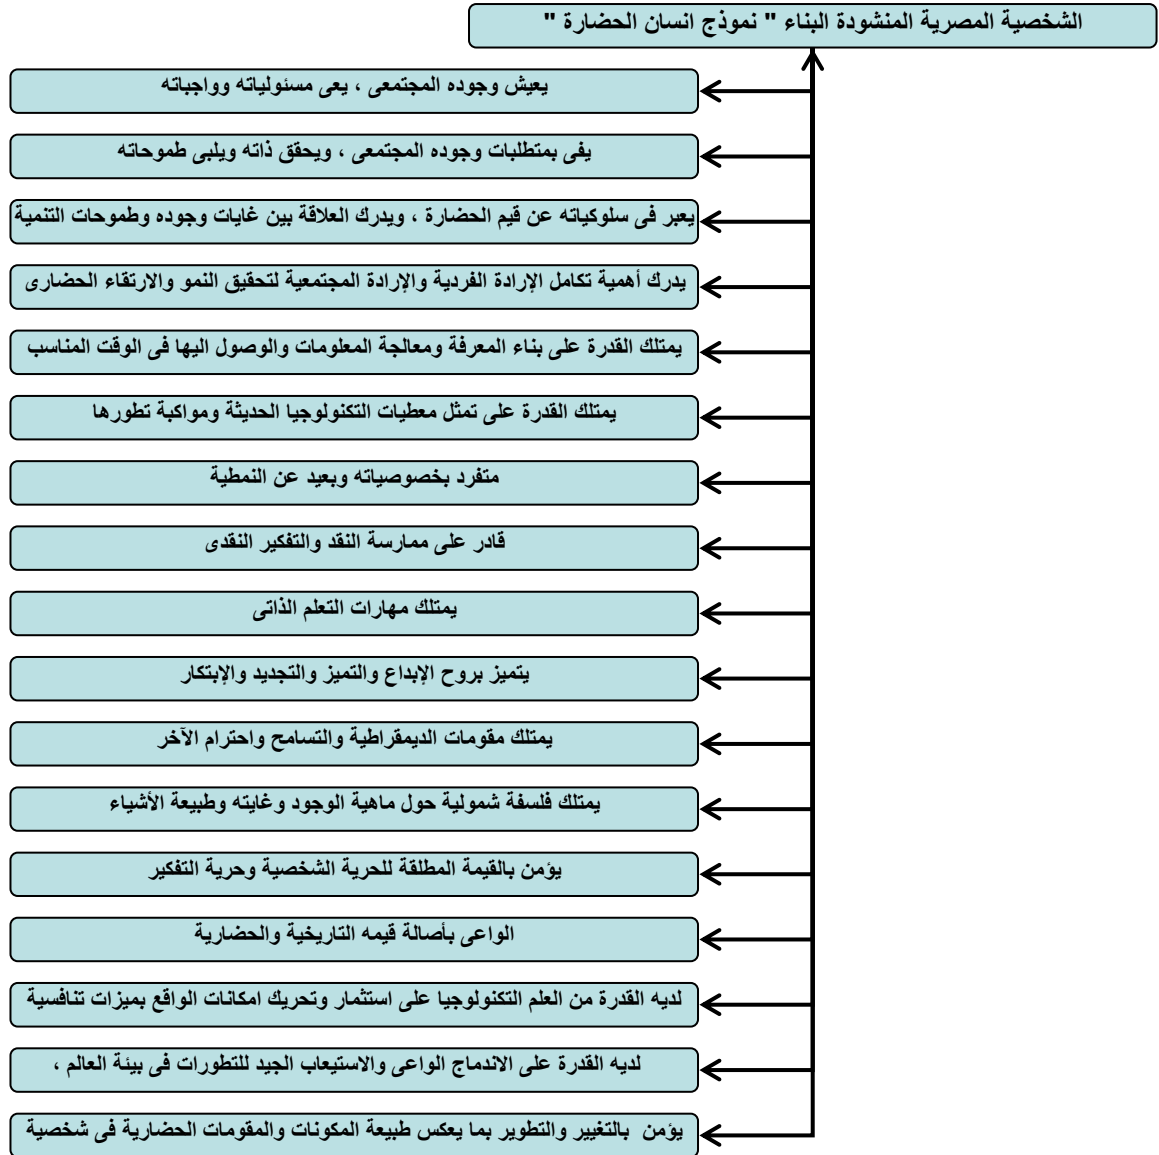 الشخصية المصرية المنشودة البناء " نموذج انسان الحضارة "
يعيش وجوده المجتمعى ، يعى مسئولياته وواجباته
يفى بمتطلبات وجوده المجتمعى ، ويحقق ذاته ويلبى طموحاته
يعبر فى سلوكياته عن قيم الحضارة ، ويدرك العلاقة بين غايات وجوده وطموحات التنمية
يدرك أهمية تكامل الإرادة الفردية والإرادة المجتمعية لتحقيق النمو والارتقاء الحضارى
يمتلك القدرة على بناء المعرفة ومعالجة المعلومات والوصول اليها فى الوقت المناسب
يمتلك القدرة على تمثل معطيات التكنولوجيا الحديثة ومواكبة تطورها
متفرد بخصوصياته وبعيد عن النمطية
قادر على ممارسة النقد والتفكير النقدى
يمتلك مهارات التعلم الذاتى
يتميز بروح الإبداع والتميز والتجديد والإبتكار
يمتلك مقومات الديمقراطية والتسامح واحترام الآخر
يمتلك فلسفة شمولية حول ماهية الوجود وغايته وطبيعة الأشياء
يؤمن بالقيمة المطلقة للحرية الشخصية وحرية التفكير
الواعى بأصالة قيمه التاريخية والحضارية
لديه القدرة من العلم التكنولوجيا على استثمار وتحريك امكانات الواقع بميزات تنافسية
لديه القدرة على الاندماج الواعى والاستيعاب الجيد للتطورات فى بيئة العالم ،
يؤمن بالتغيير والتطوير بما يعكس طبيعة المكونات والمقومات الحضارية فى شخصية